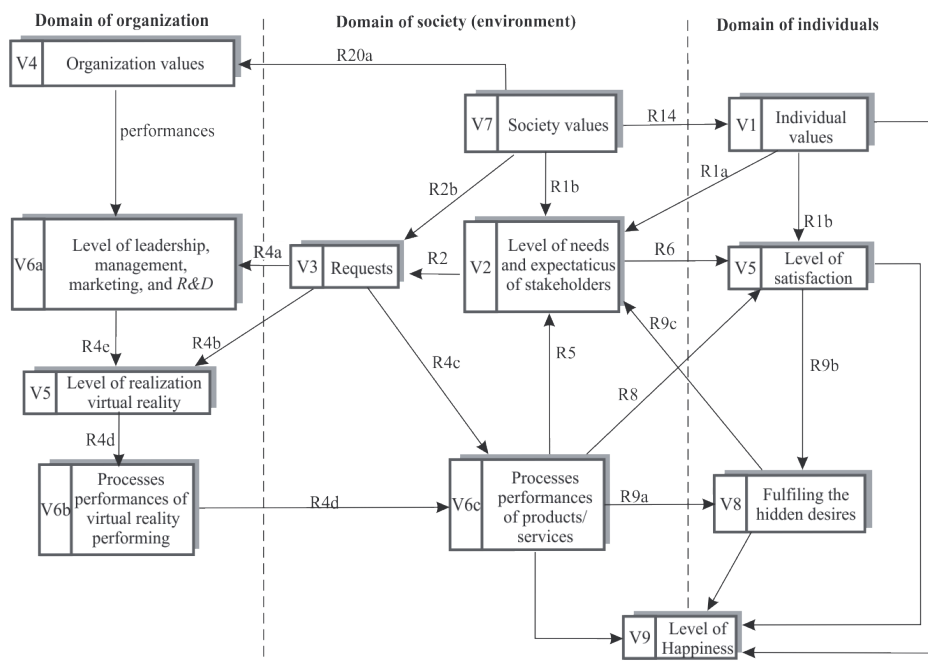 Domain of organization
Domain of society (environment)
Domain of individuals
V4
Organization values
R20a
performances
V7
Society values
R14
V1
Individual
values
R2b
R1b
R1a
R1b
V6a
Level of leadership,
management,
marketing, and R&D
R4a
V3
Requests
R2
V2
Level of needs
and expectaticus
of stakeholders
R6
V5
Level of
satisfaction
R4c
R4b
R4c
R5
R9c
R8
R9b
V5
Level of realization
virtual reality
R4d
V6b
Processes
performances of
virtual reality
performing
R4d
V6c
Processes
performances
of products/
services
R9a
V8
Fulfiling the
hidden desires
V9
Level of
Happiness